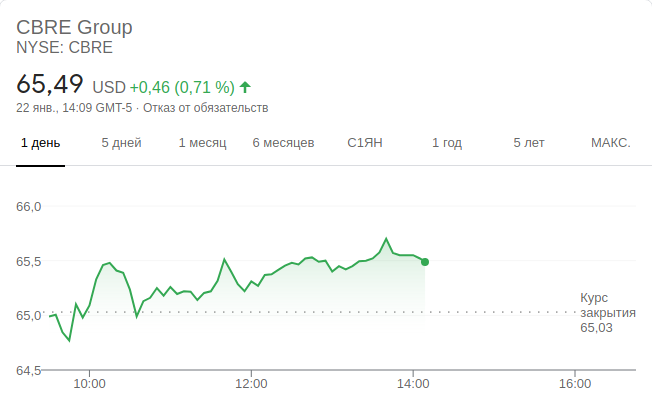 CBRE Group
NYSE: CBRE
65,49 USD +0,46 (0,71 %)
22 янв., 14:09 GMT-5 · Отказ от обязательств
1 день 5 дней 1 месяц 6 месяцев С1ЯН 1 год 5 лет МАКС.
66,0
65,5
65,0
64,5
Курс
закрытия
65,03
10:00 12:00 14:00 16:00